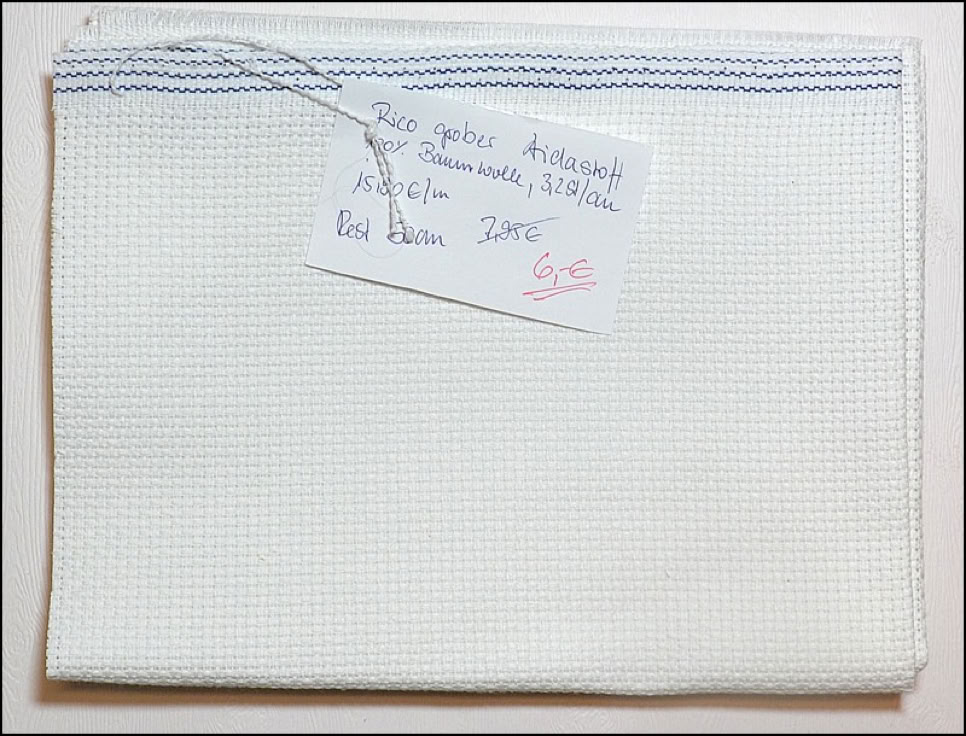 Rico grober Aidastoff
100% Baumwolle, 3,2St/cm
15,90€/m
Rest 50cm 7,95€
6,-€